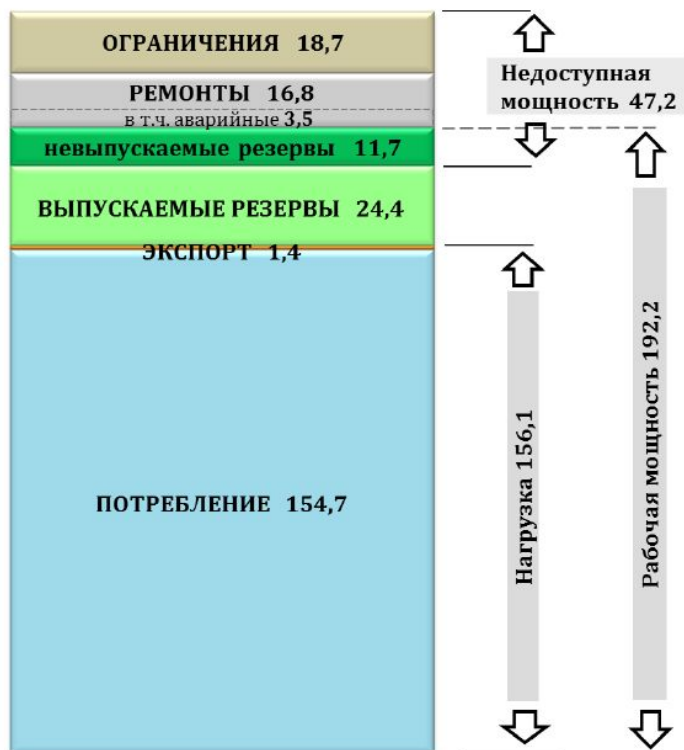 ОГРАНИЧЕНИЯ 18,7
РЕМОНТЫ 16,8
в т.ч. аварийные 3,5
невыпускаемые резервы 11,7
ВЫПУСКАЕМЫЕ РЕЗЕРВЫ 24,4
ЭКСПОРТ 1,4
ПОТРЕБЛЕНИЕ 154,7
Недоступная
мощность 47,2
Нагрузка 156,1
Рабочая мощность 192,2